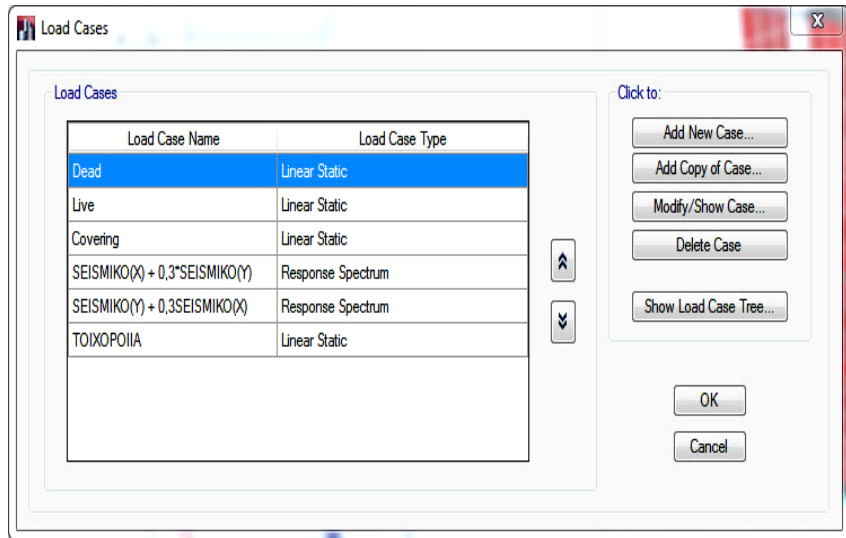 Load Cases
X
Load Cases
Click to:
Load Case Name Load Case Type
Dead Linear Static
Live Linear Static
Covering Linear Static
SEISMIKO(X) + 0,3*SEISMIKO(Y) Response Spectrum
SEISMIKO(Y) + 0,3SEISMIKO(X) Response Spectrum
TOIXOPOIIA Linear Static
Add New Case...
Add Copy of Case...
Modify/Show Case...
Delete Case
Show Load Case Tree...
OK
Cancel